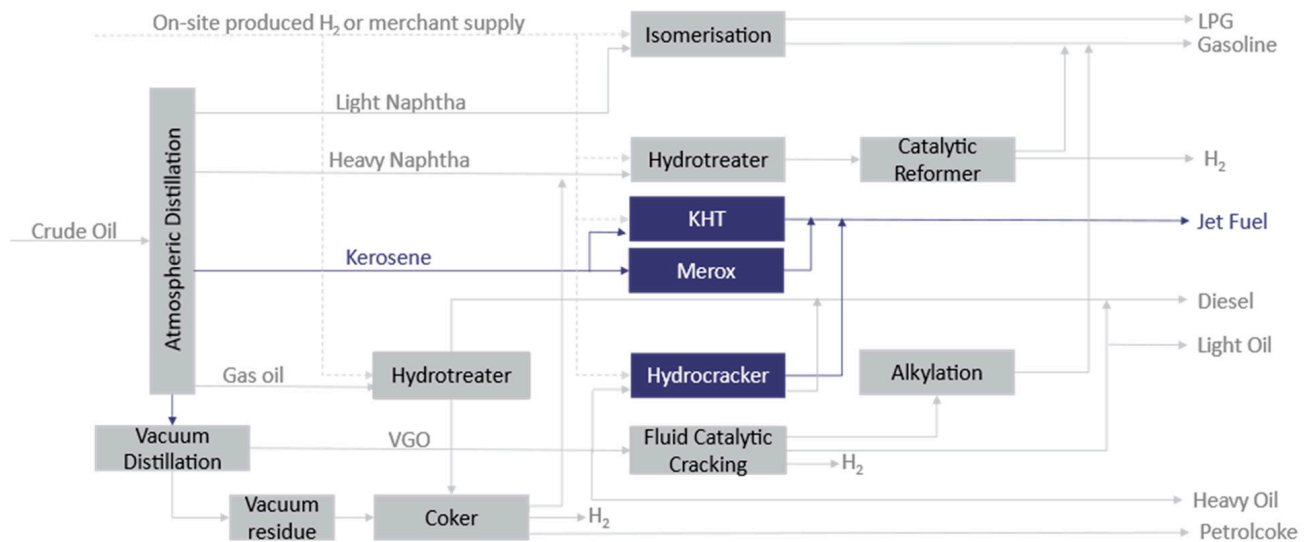 On-site produced H2 or merchant supply
Isomerisation
LPG
Gasoline
Light Naphtha
Atmospheric Distillation
Heavy Naphtha
Hydrotreater
Catalytic
Reformer
H2
Crude Oil
KHT
Jet Fuel
Kerosene
Merox
Diesel
Light Oil
Gas oil
Hydrotreater
Hydrocracker
Alkylation
Vacuum
Distillation
VGO
Fluid Catalytic
Cracking
H2
Vacuum
residue
Coker
H2
Heavy Oil
Petrolcoke